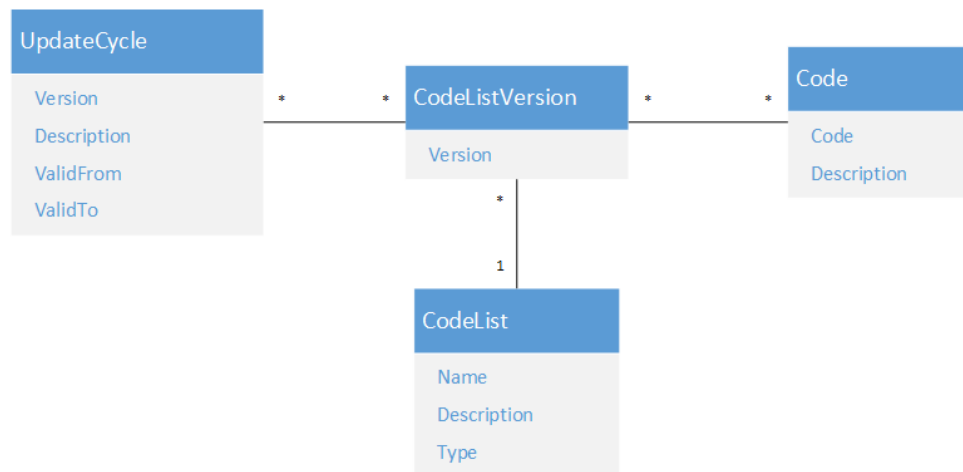 UpdateCycle
Version
Description
ValidFrom
ValidTo
* *
CodeListVersion
Version
* *
Code
Code
Description
*
1
CodeList
Name
Description
Type